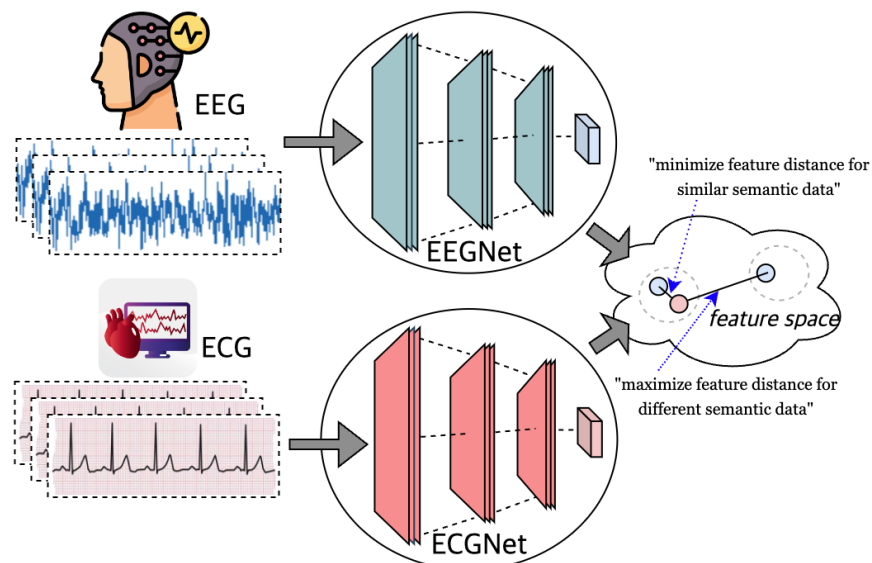 EEG
EEGNet
"minimize feature distance for
similar semantic data"
feature space
ECG
"maximize feature distance for
different semantic data"
ECGNet